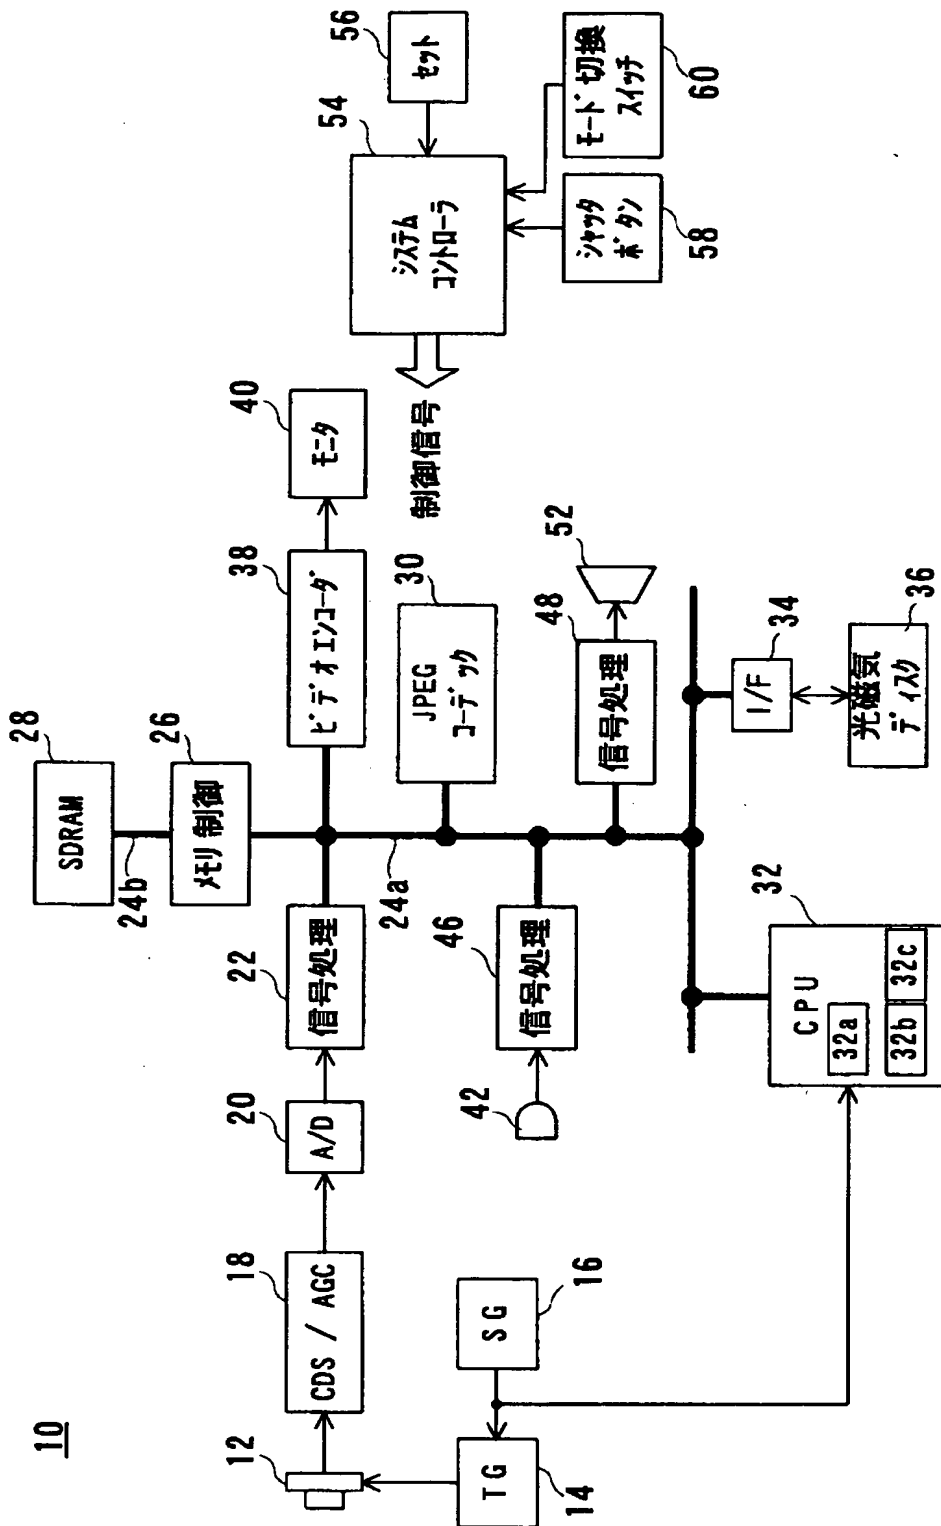 10
12
CDS / AGC
18
A/D
20
信号処理
22
SDRAM
28
24b
メモリ制御
26
ビデオエンコーダ
38
モニタ
40
24a
JPEG
コーデック
30
TG
14
SG
16
42
信号処理
46
信号処理
48
52
CPU
32
32a
32b
32c
I/F
34
光磁気
ディスク
36
制御信号
システム
コントローラ
54
セット
56
シャッタ
ボタン
58
モード切換
スイッチ
60